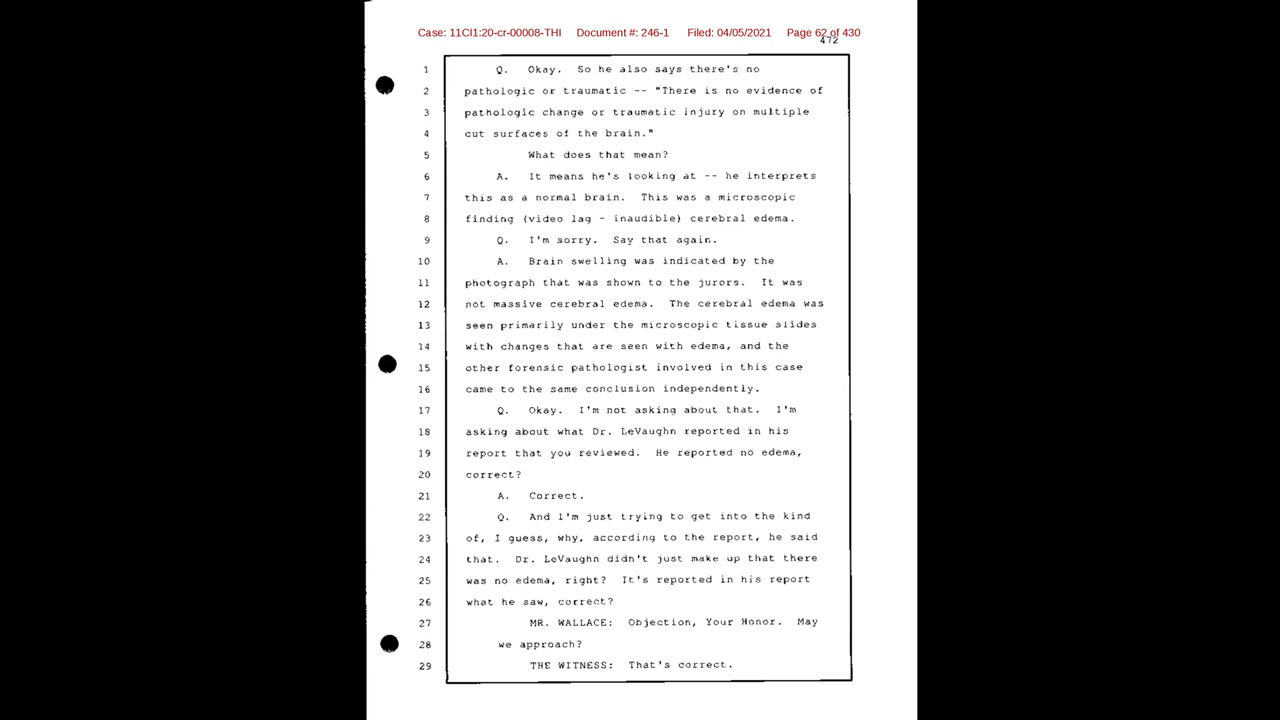 Case: 11CI1:20-cr-00008-THI Document #: 246-1 Filed: 04/05/2021 Page 62 of 430
472
1 Q. Okay. So he also says there's no
2 pathologic or traumatic -- "There is no evidence of
3 pathologic change or traumatic injury on multiple
4 cut surfaces of the brain."
5 What does that mean?
6 A. It means he's looking at -- he interprets
7 this as a normal brain. This was a microscopic
8 finding (video lag - inaudible) cerebral edema.
9 Q. I'm sorry. Say that again.
10 A. Brain swelling was indicated by the
11 photograph that was shown to the jurors. It was
12 not massive cerebral edema. The cerebral edema was
13 seen primarily under the microscopic tissue slides
14 with changes that are seen with edema, and the
15 other forensic pathologist involved in this case
16 came to the same conclusion independently.
17 Q. Okay. I'm not asking about that. I'm
18 asking about what Dr. LeVaughn reported in his
19 report that you reviewed. He reported no edema,
20 correct?
21 A. Correct.
22 Q. And I'm just trying to get into the kind
23 of, I guess, why, according to the report, he said
24 that. Dr. LeVaughn didn't just make up that there
25 was no edema, right? It's reported in his report
26 what he saw, correct?
27 MR. WALLACE: Objection, Your Honor. May
28 we approach?
29 THE WITNESS: That's correct.